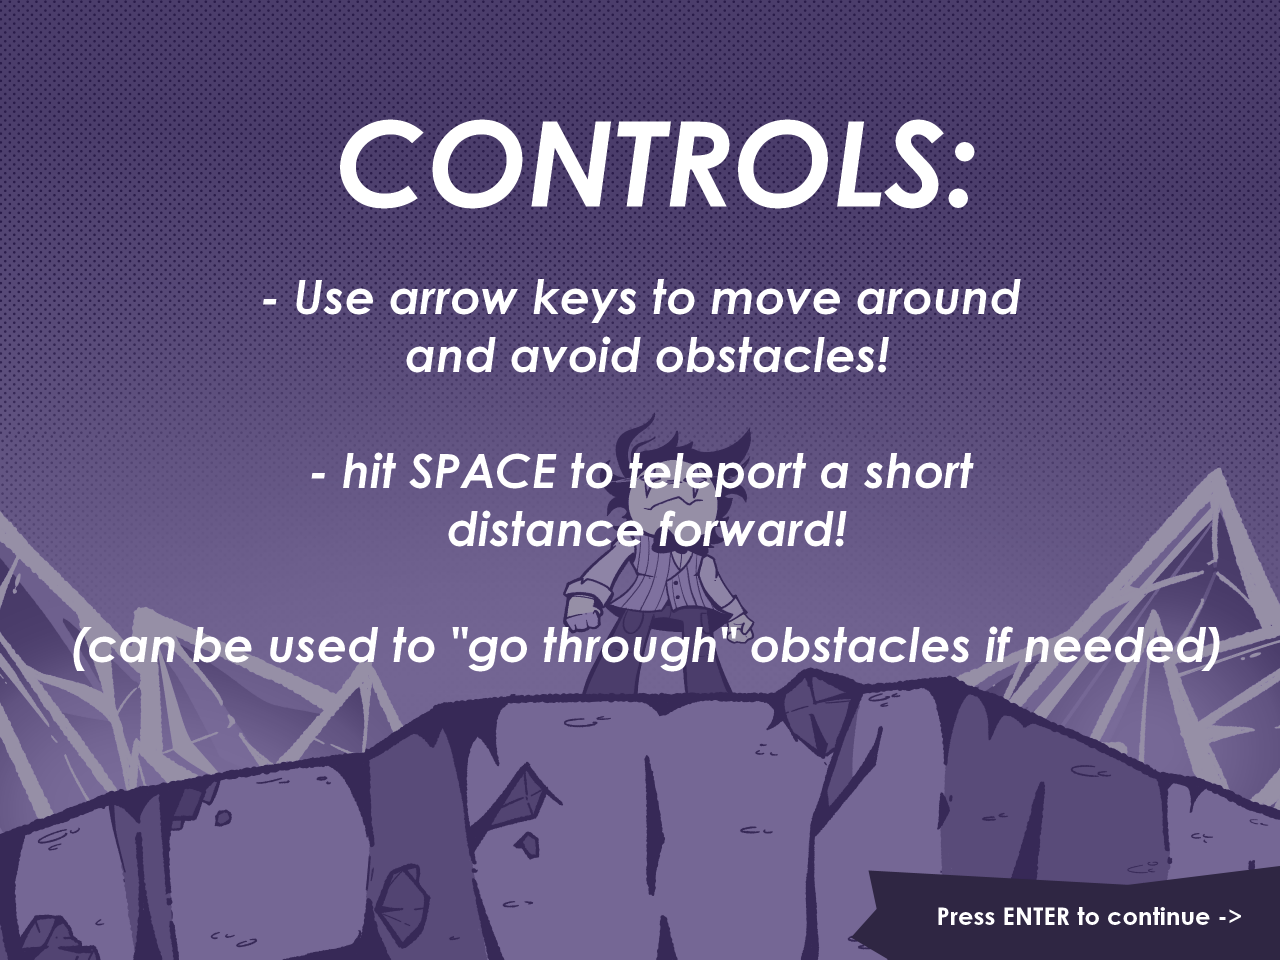 CONTROLS:
- Use arrow keys to move around
and avoid obstacles!
- hit SPACE to teleport a short
distance forward!
(can be used to "go through" obstacles if needed)
Press ENTER to continue ->